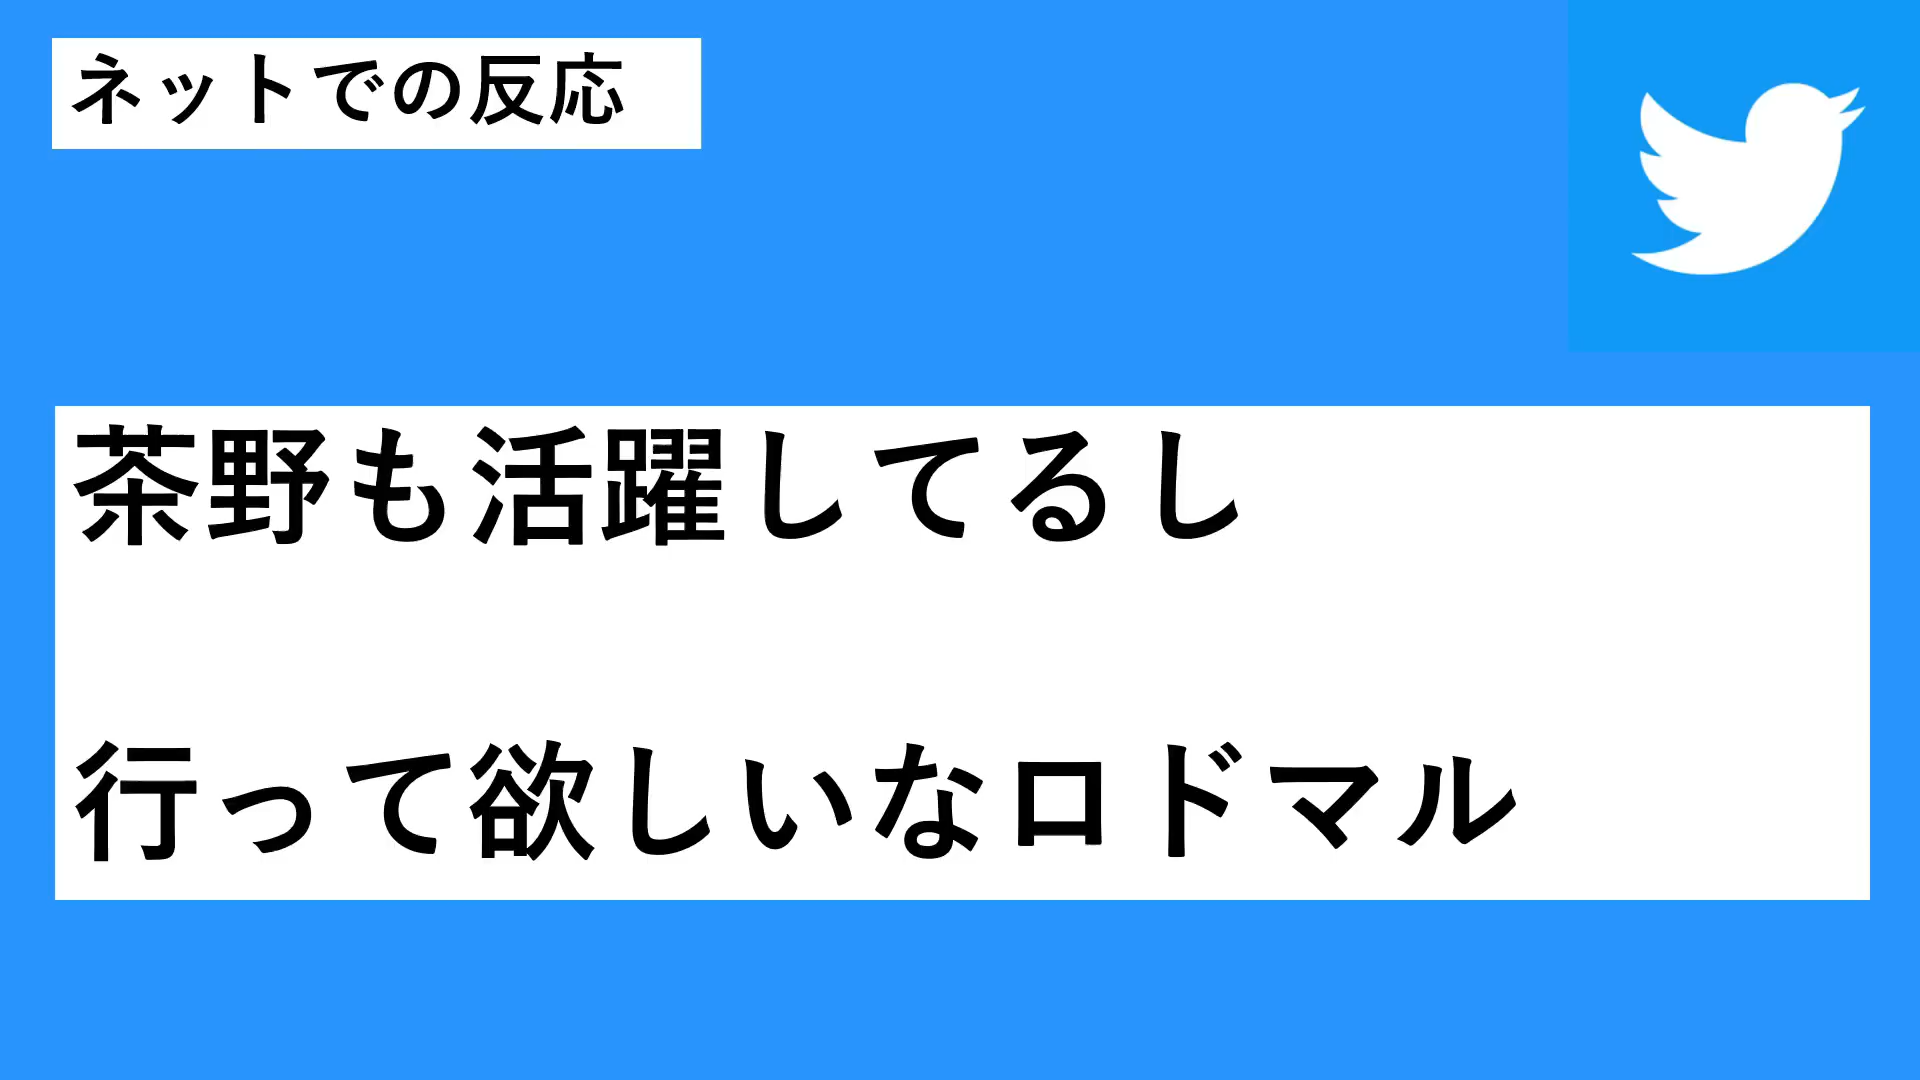 ネットでの反応
茶野も活躍してるし
行って欲しいなロドマル